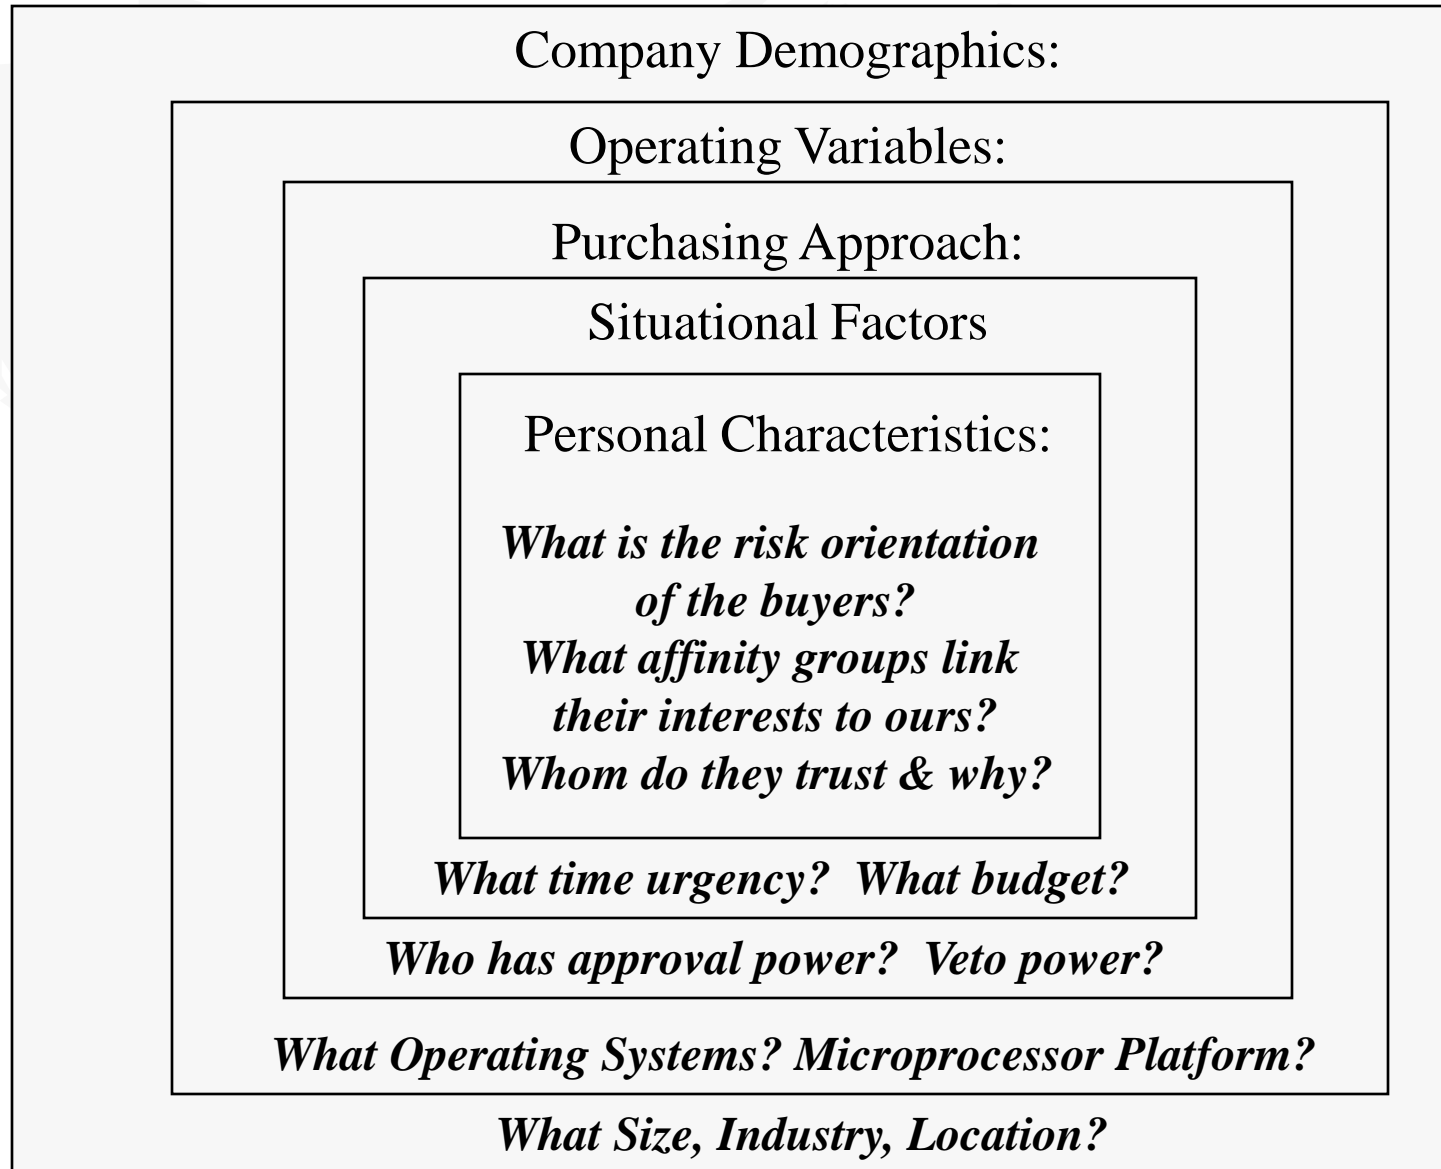 Company Demographics:
Operating Variables:
Purchasing Approach:
Situational Factors
Personal Characteristics:
What is the risk orientation
of the buyers?
What affinity groups link
their interests to ours?
Whom do they trust & why?
What time urgency? What budget?
Who has approval power? Veto power?
What Operating Systems? Microprocessor Platform?
What Size, Industry, Location?